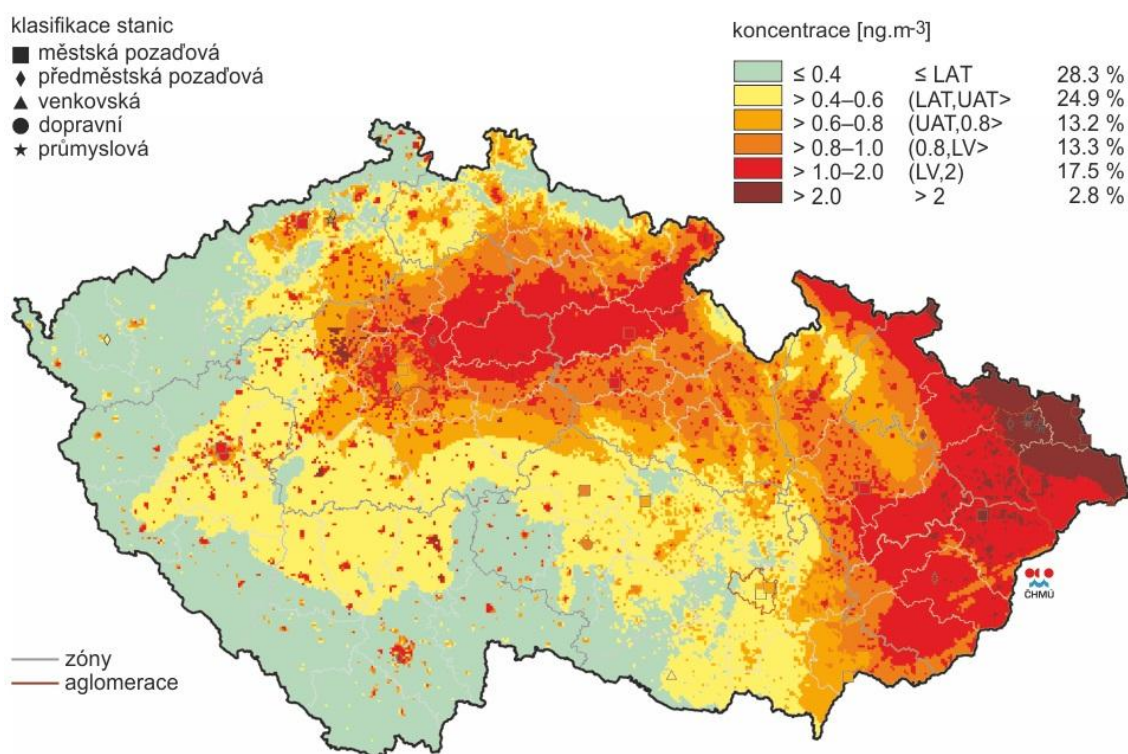 klasifikace stanic
městská pozaďová
předměstská pozaďová
venkovská
dopravní
průmyslová
koncentrace [ng.m-3]
≤ 0.4 ≤ LAT 28.3 %
> 0.4–0.6 (LAT,UAT> 24.9 %
> 0.6–0.8 (UAT,0.8> 13.2 %
> 0.8–1.0 (0.8,LV> 13.3 %
> 1.0–2.0 (LV,2) 17.5 %
> 2.0 > 2 2.8 %
ČHMÚ
zóny
aglomerace